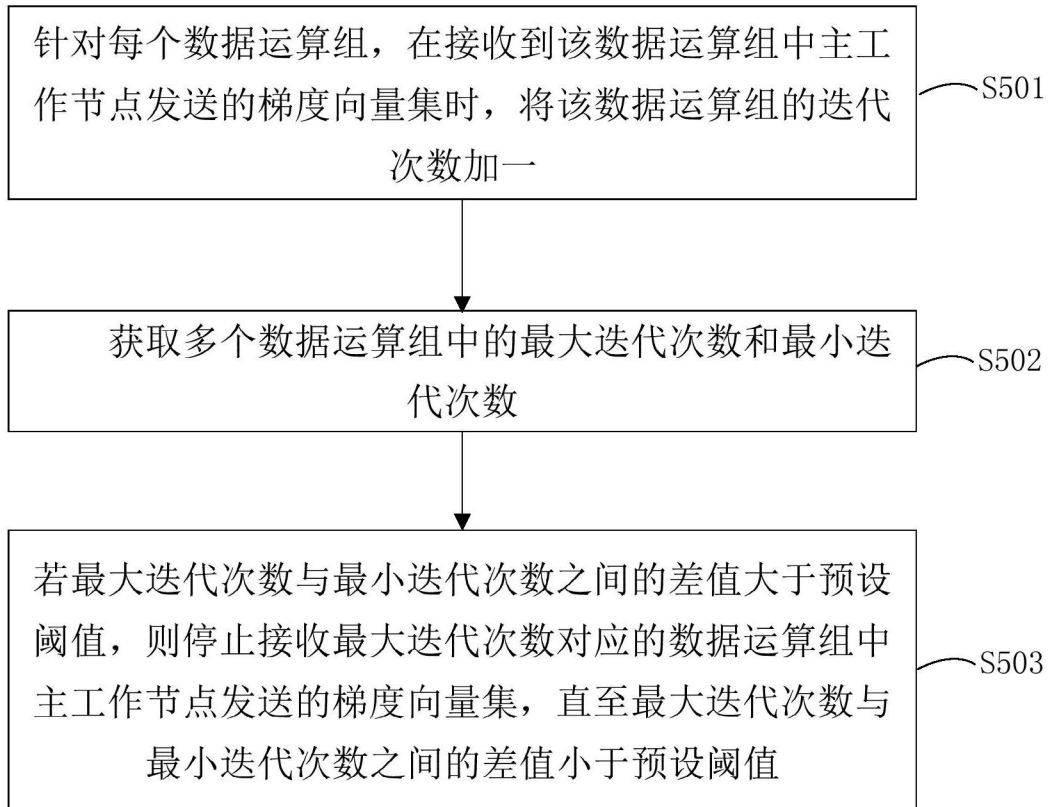 针对每个数据运算组，在接收到该数据运算组中主工
作节点发送的梯度向量集时，将该数据运算组的迭代
次数加一
S501
获取多个数据运算组中的最大迭代次数和最小迭
代次数
S502
若最大迭代次数与最小迭代次数之间的差值大于预设
阈值，则停止接收最大迭代次数对应的数据运算组中
主工作节点发送的梯度向量集，直至最大迭代次数与
最小迭代次数之间的差值小于预设阈值
S503